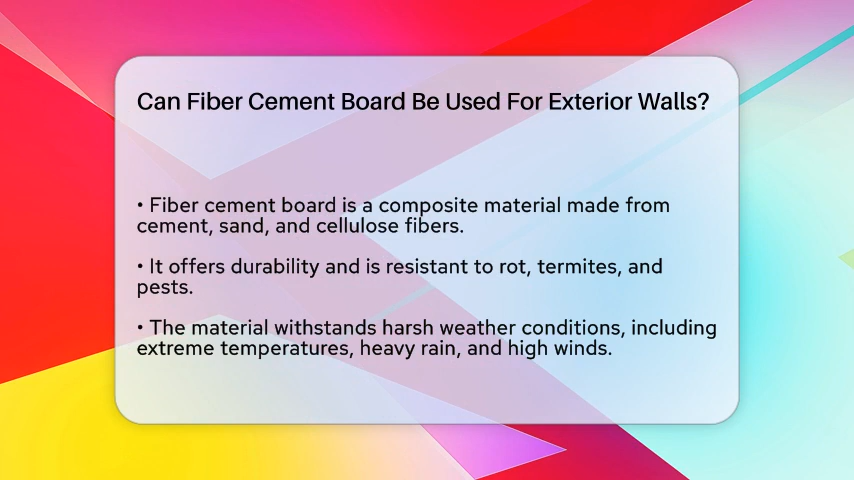 Can Fiber Cement Board Be Used For Exterior Walls?
• Fiber cement board is a composite material made from
cement, sand, and cellulose fibers.
• It offers durability and is resistant to rot, termites, and
pests.
• The material withstands harsh weather conditions, including
extreme temperatures, heavy rain, and high winds.